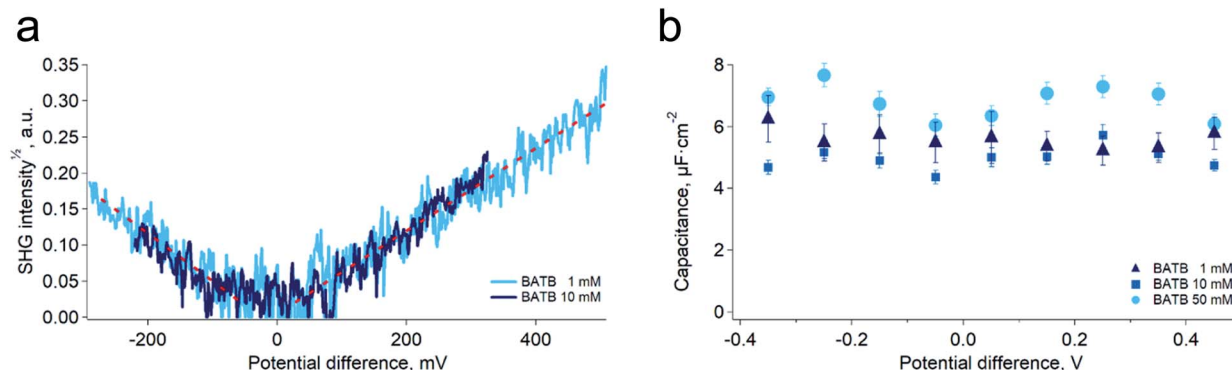 a
0.35
0.30
0.25
0.20
0.15
0.10
0.05
0.00
SHG intensity½, a.u.
-200
0
200
400
Potential difference, mV
BATB 1 mM
BATB 10 mM
b
8
6
4
2
0
Capacitance, µF·cm⁻²
-0.4
-0.2
0.0
0.2
0.4
Potential difference, V
BATB 1 mM
BATB 10 mM
BATB 50 mM